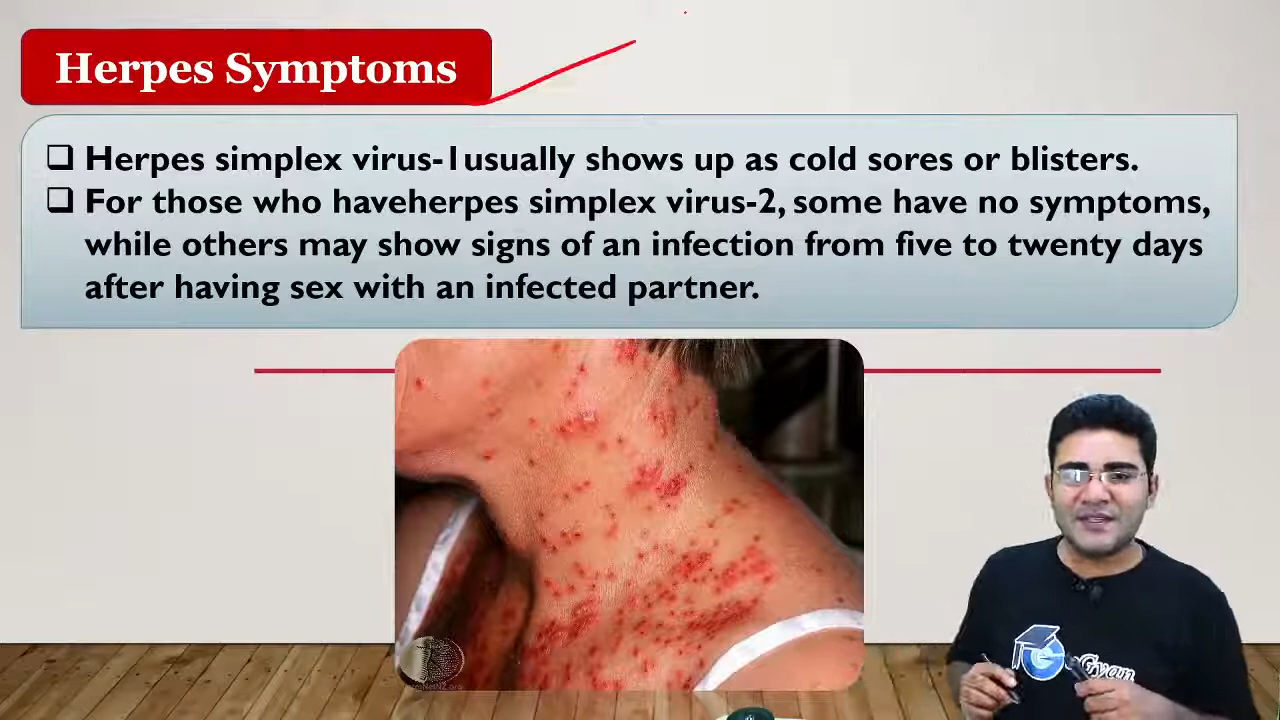 Herpes Symptoms
❑ Herpes simplex virus-1usually shows up as cold sores or blisters.
❑ For those who haveherpes simplex virus-2, some have no symptoms,
while others may show signs of an infection from five to twenty days
after having sex with an infected partner.